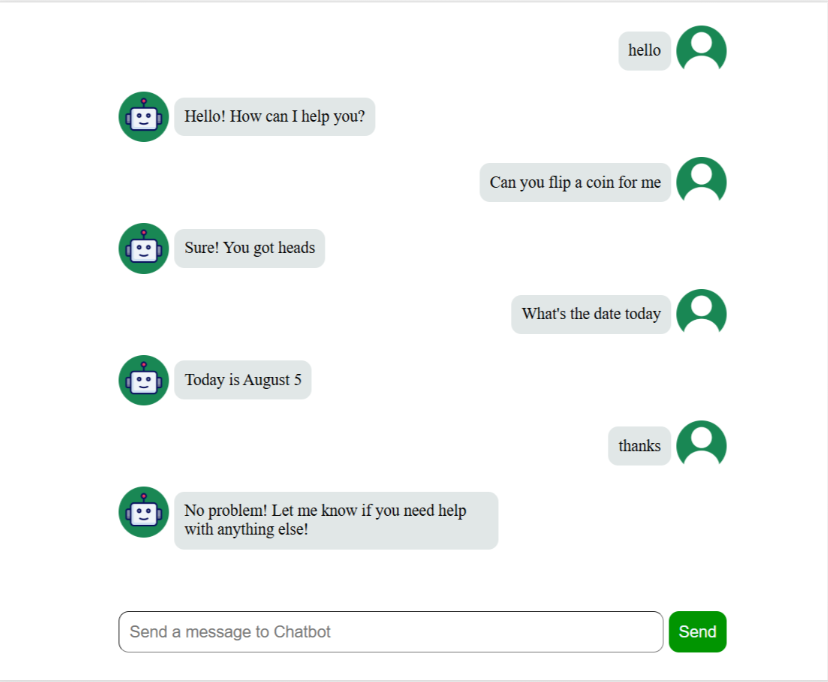 hello
Hello! How can I help you?
Can you flip a coin for me
Sure! You got heads
What's the date today
Today is August 5
thanks
No problem! Let me know if you need help
with anything else!
Send a message to Chatbot
Send